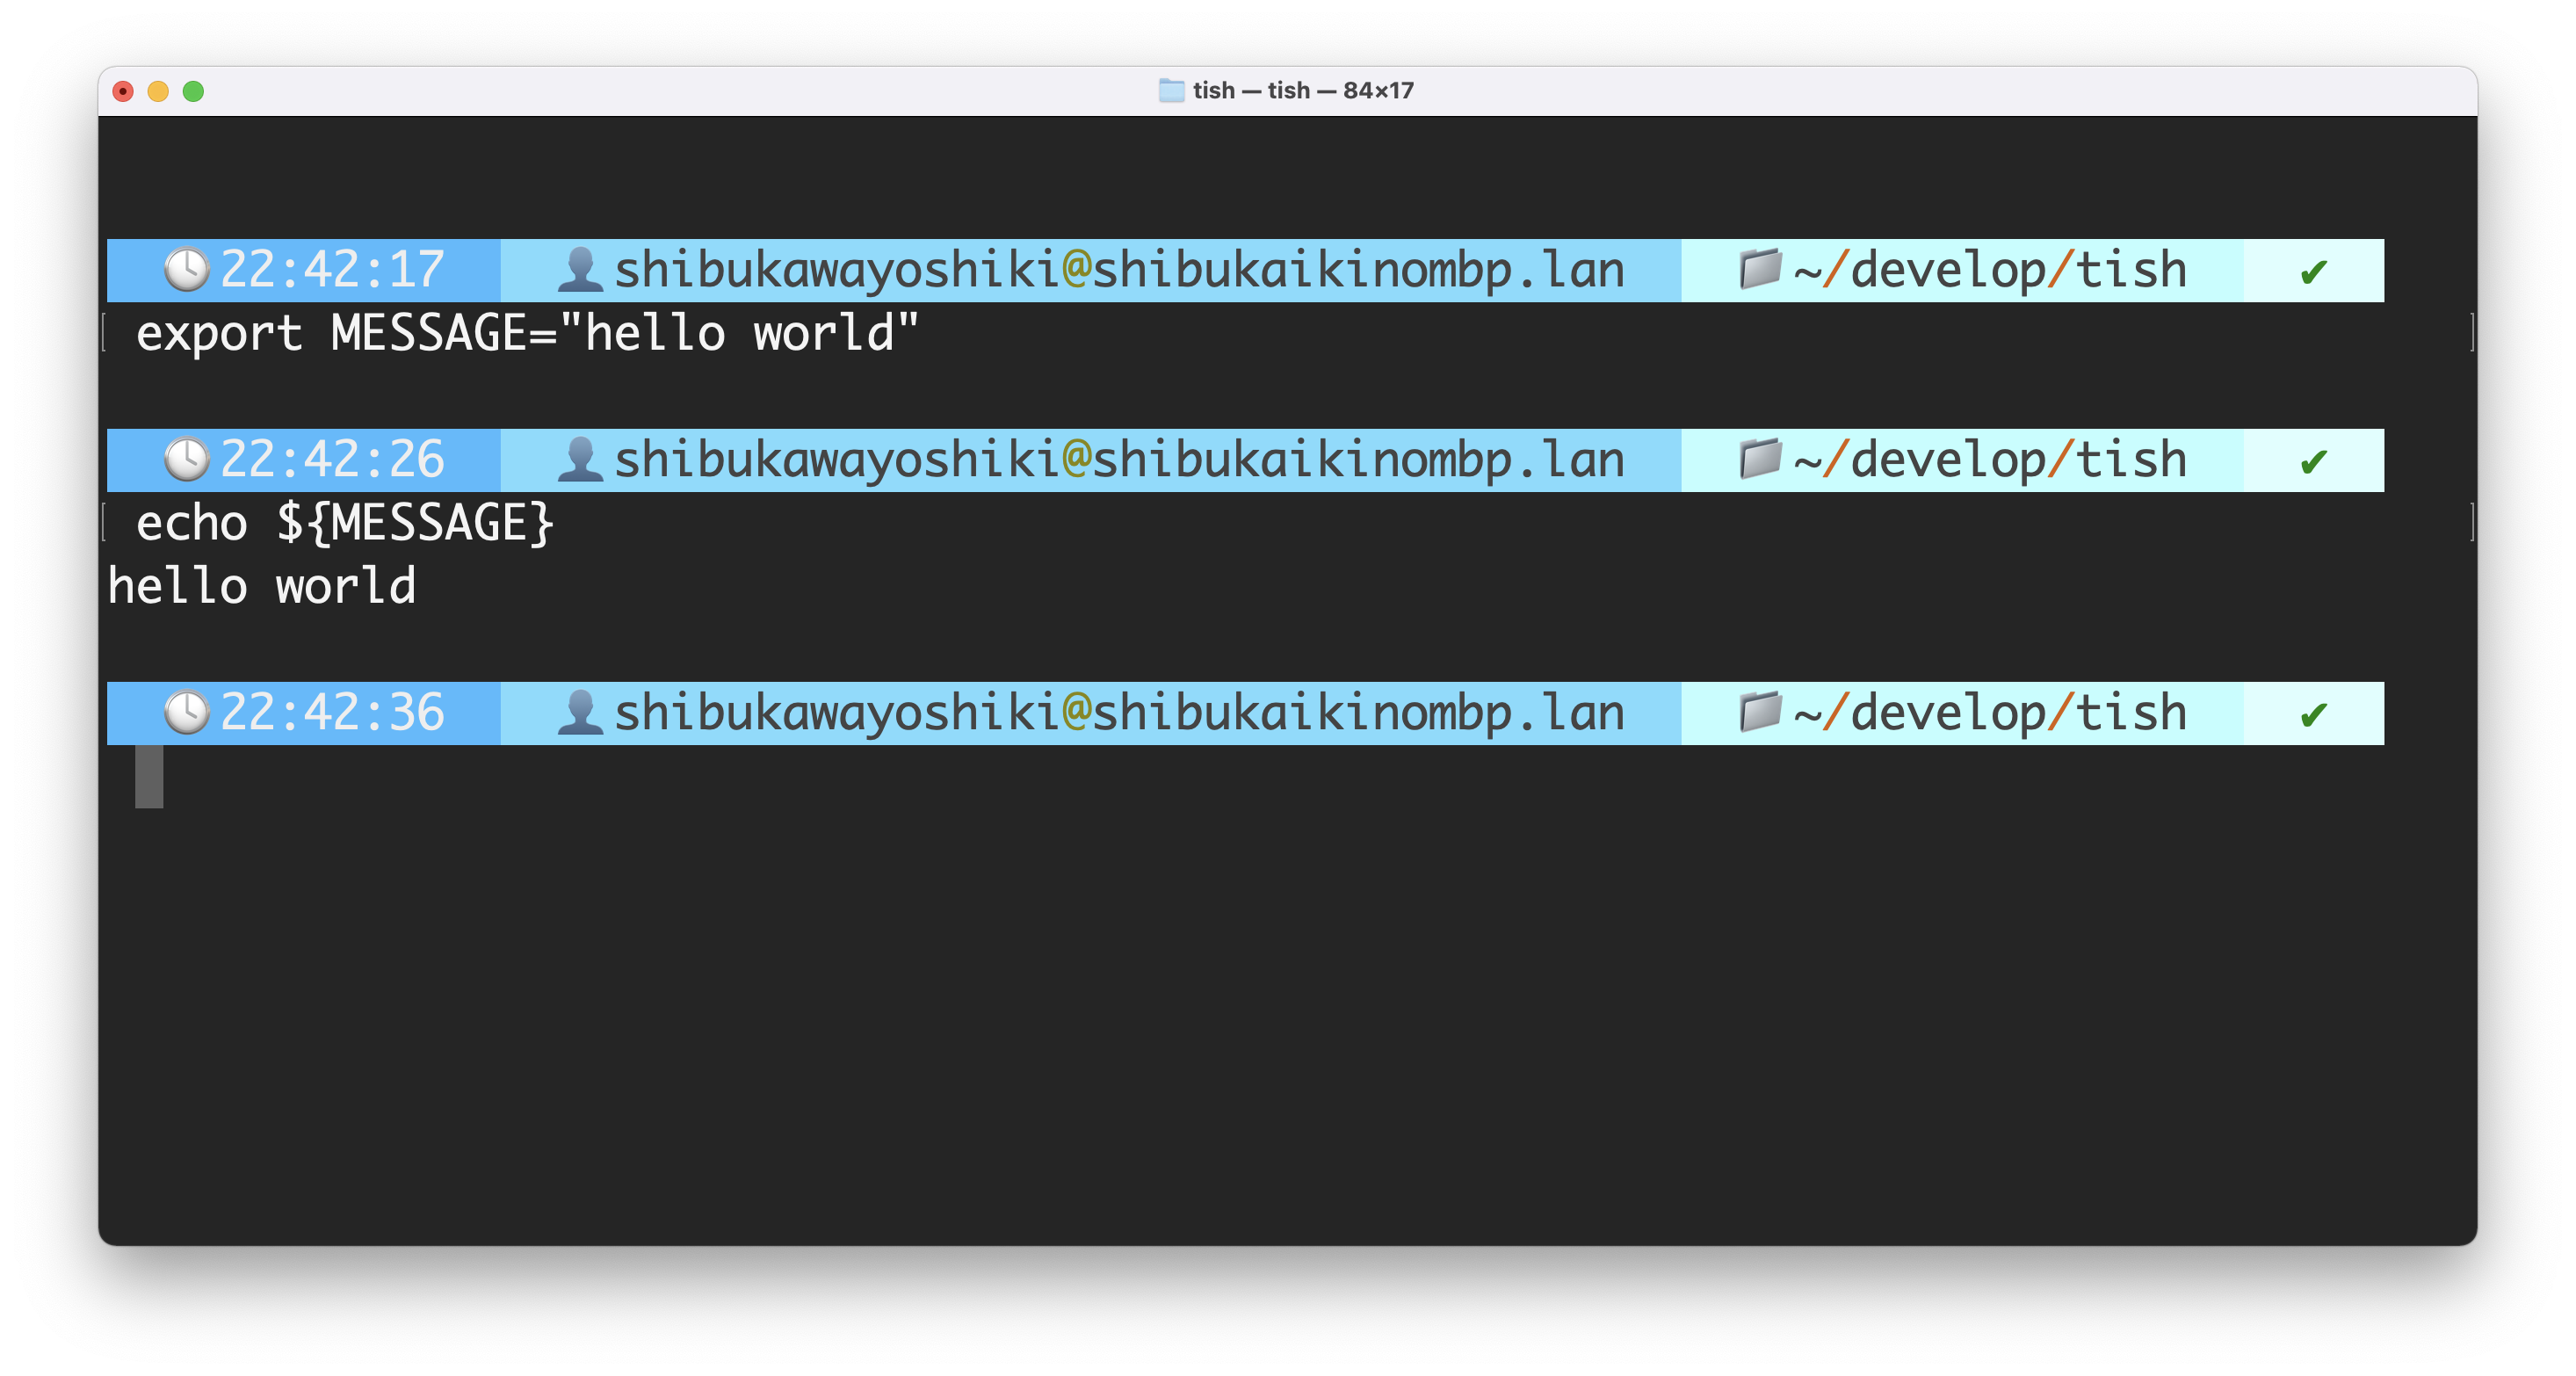 tish — tish — 84×17
22:42:17 shibukawayoshiki@shibukaikinombp.lan ~/develop/tish ✔
export MESSAGE="hello world"
22:42:26 shibukawayoshiki@shibukaikinombp.lan ~/develop/tish ✔
echo ${MESSAGE}
hello world
22:42:36 shibukawayoshiki@shibukaikinombp.lan ~/develop/tish ✔